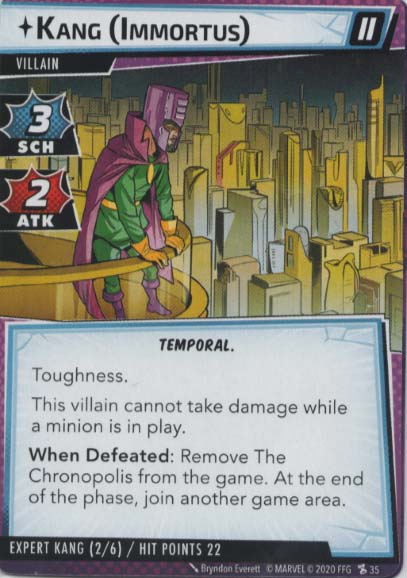 KANG (IMMORTUS)
II
VILLAIN
3
SCH
2
ATK
TEMPORAL.
Toughness.
This villain cannot take damage while
a minion is in play.
When Defeated: Remove The
Chronopolis from the game. At the end
of the phase, join another game area.
EXPERT KANG (2/6) / HIT POINTS 22
Bryndon Everett © MARVEL © 2020 FFG 35